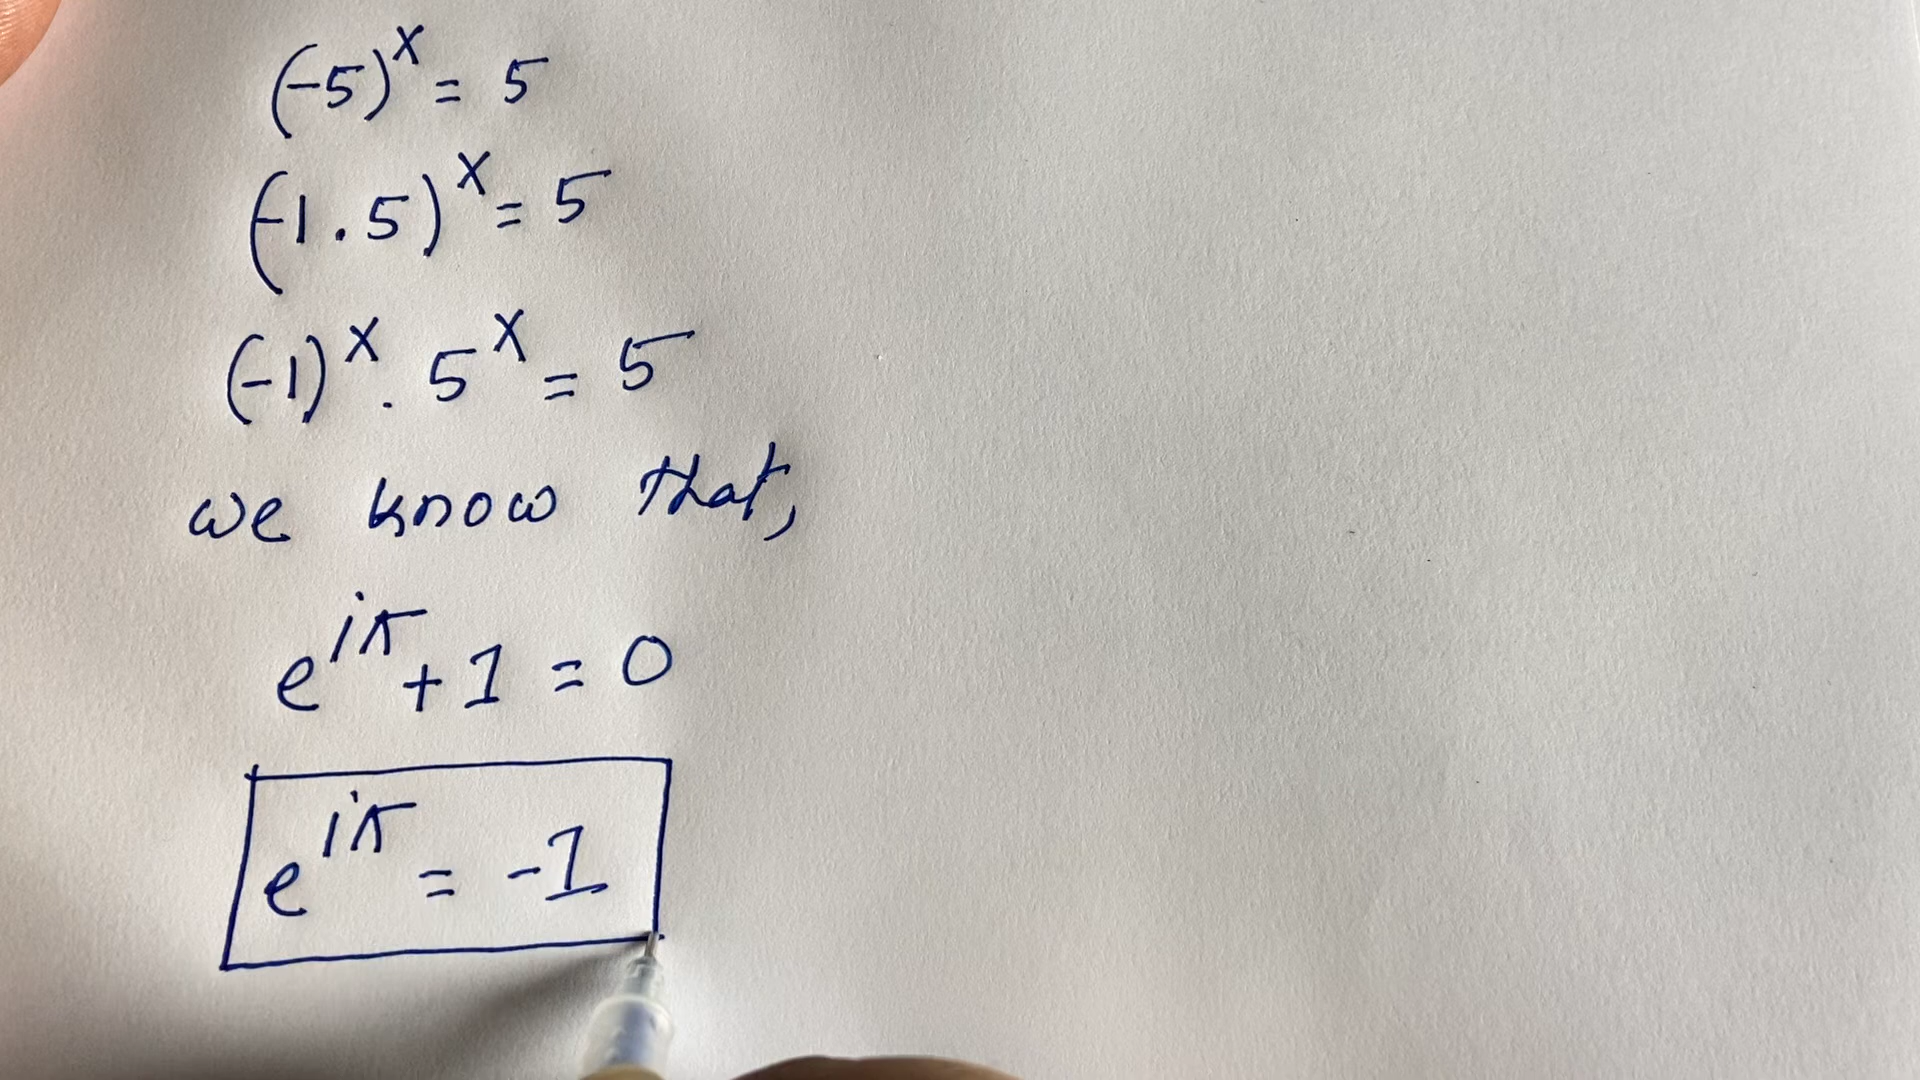 (-5)^x = 5
(-1.5)^x = 5
(-1)^x . 5^x = 5
we know that,
e^iπ + 1 = 0
e^iπ = -1